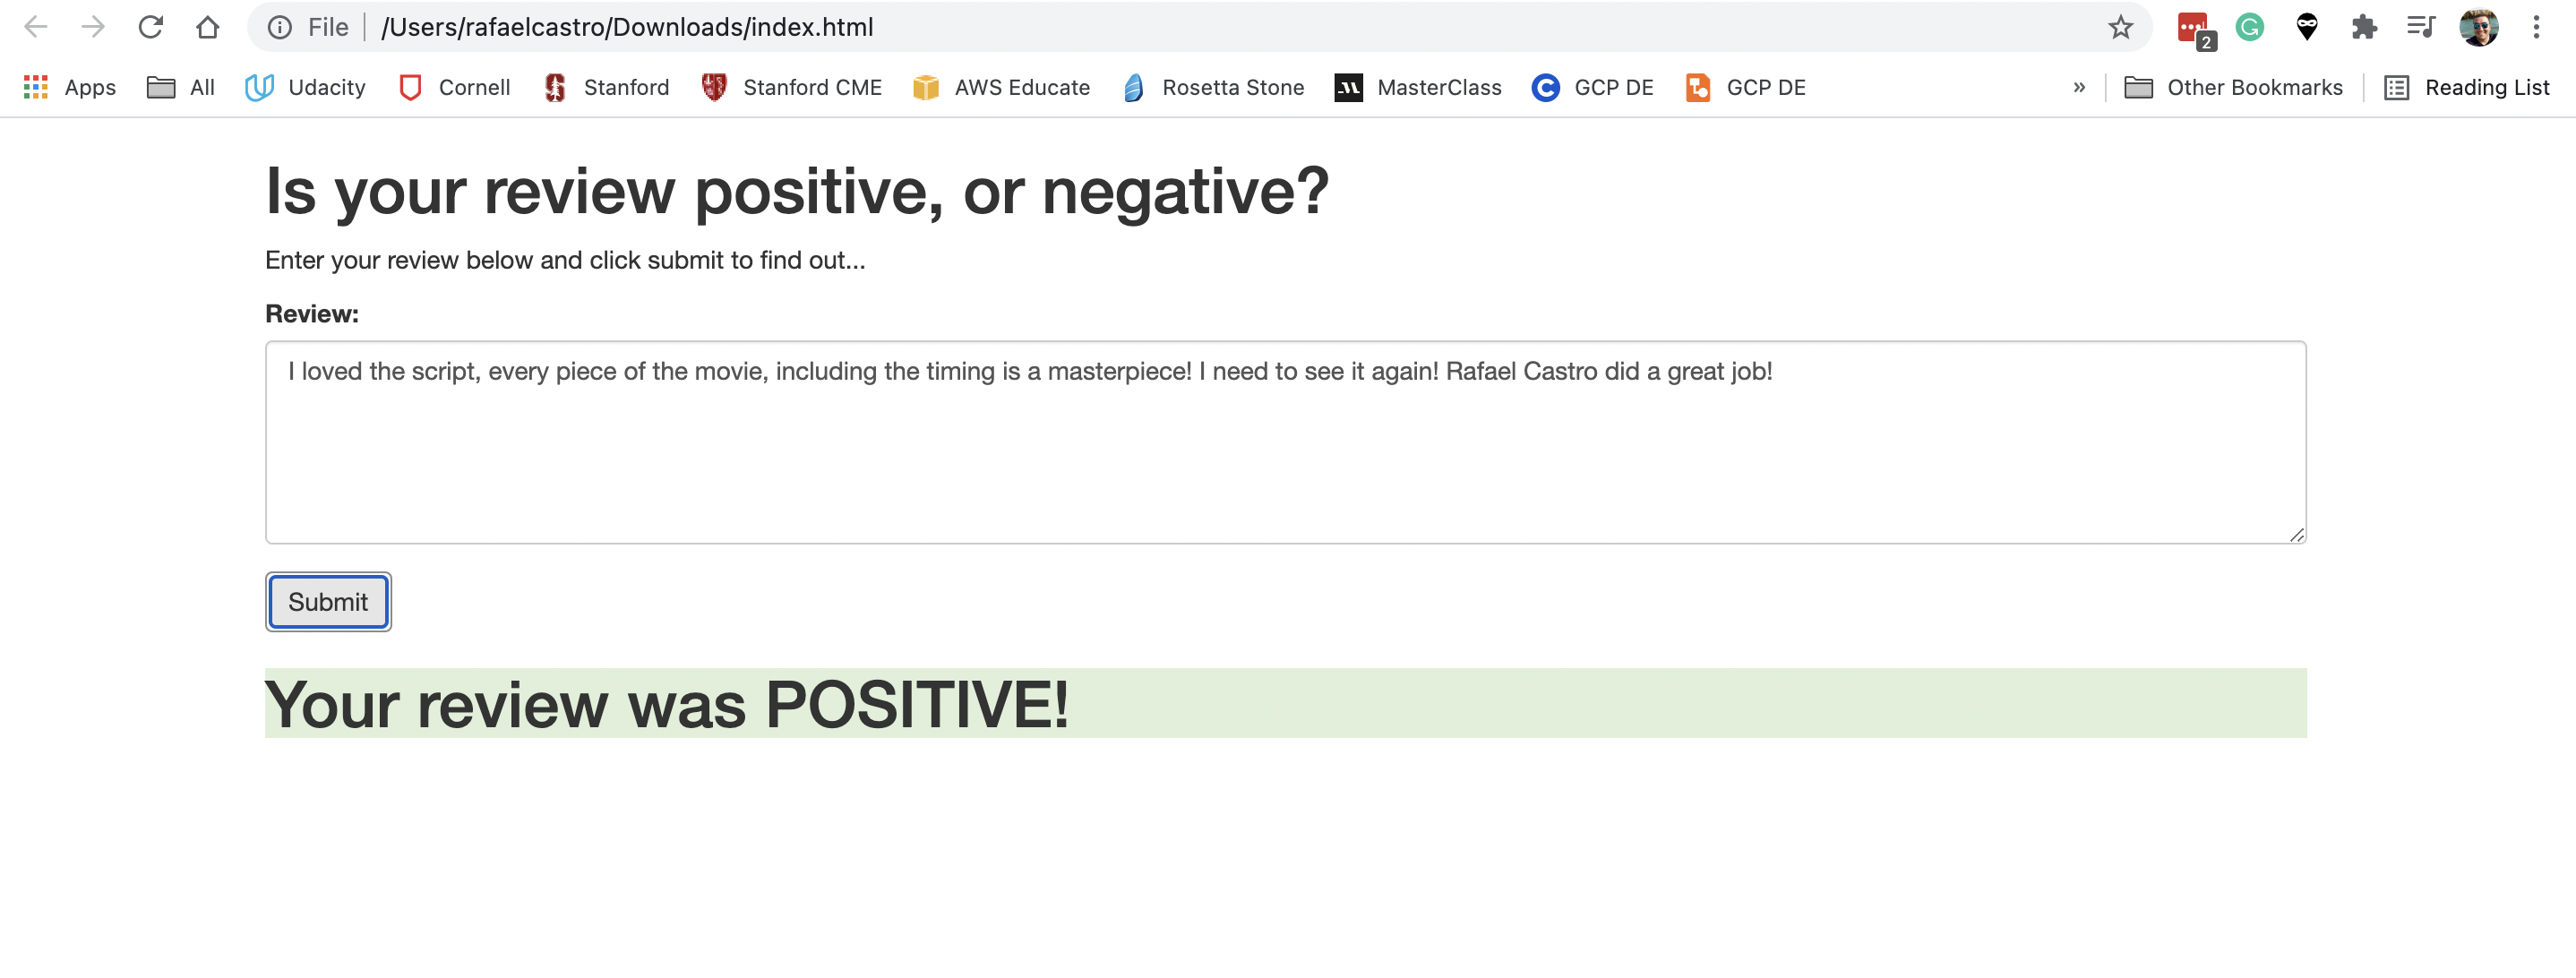 File /Users/rafaelcastro/Downloads/index.html
2
Apps All Udacity Cornell Stanford Stanford CME AWS Educate Rosetta Stone MasterClass GCP DE GCP DE » Other Bookmarks Reading List
Is your review positive, or negative?
Enter your review below and click submit to find out...
Review:
I loved the script, every piece of the movie, including the timing is a masterpiece! I need to see it again! Rafael Castro did a great job!
Submit
Your review was POSITIVE!